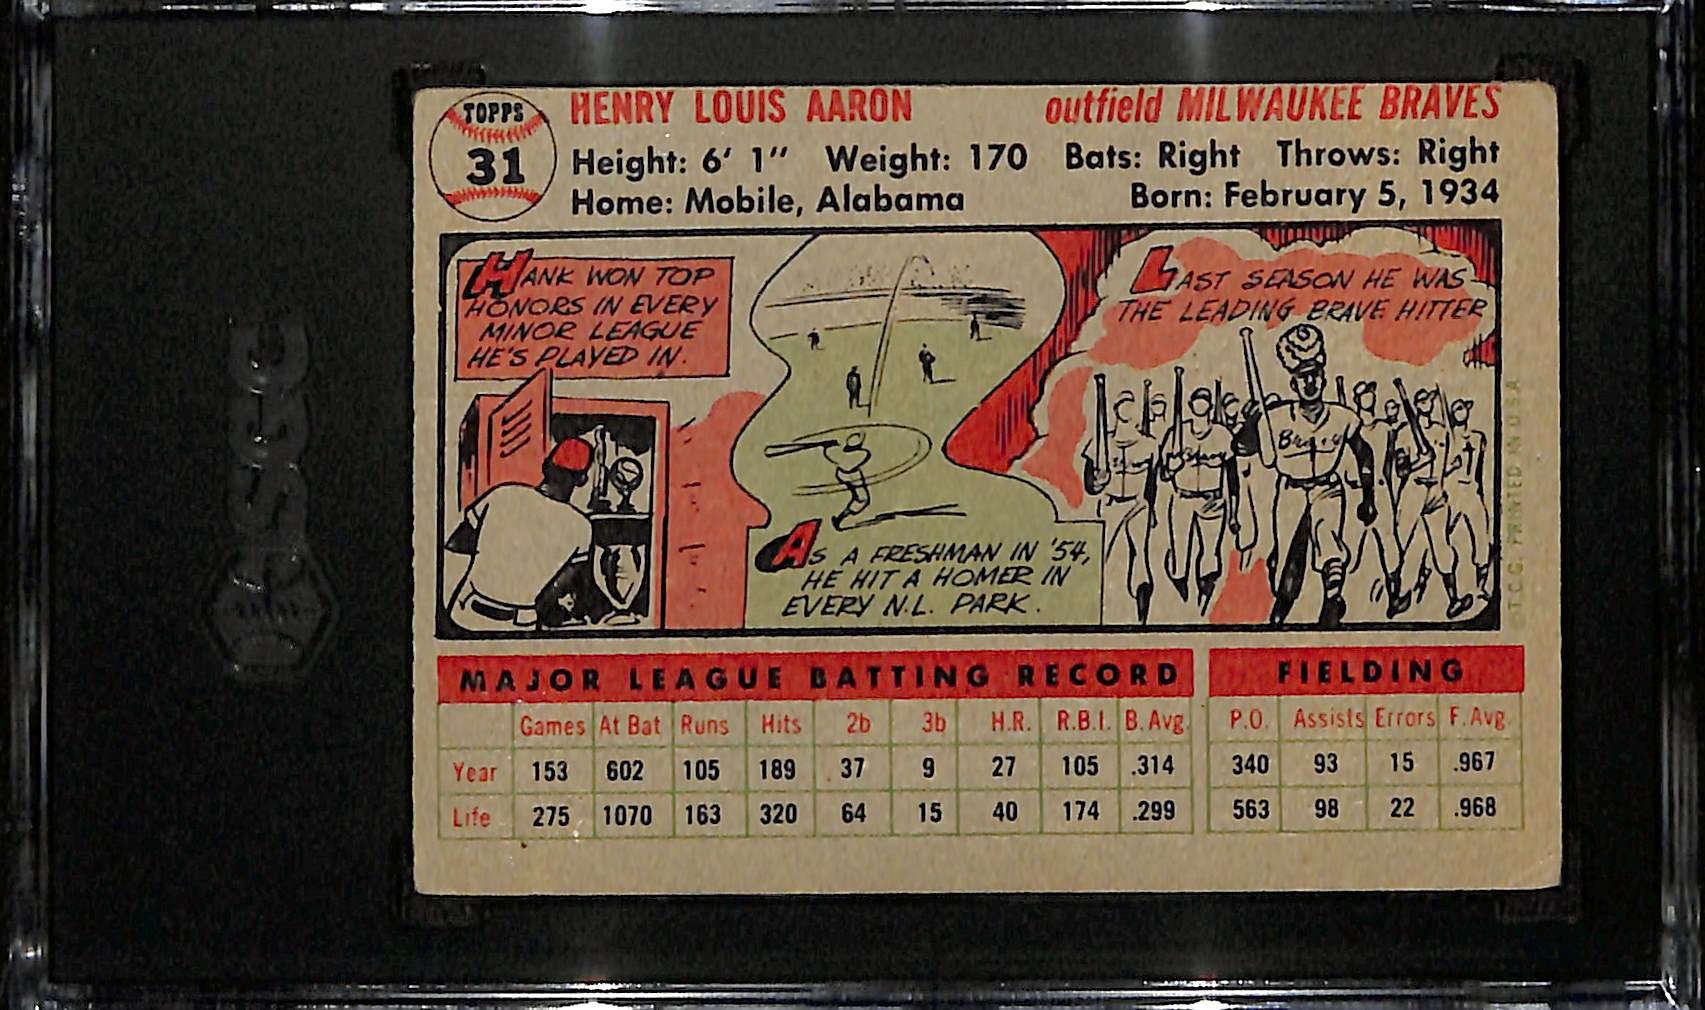 TOPPS
31
HENRY LOUIS AARON outfield MILWAUKEE BRAVES
Height: 6' 1" Weight: 170 Bats: Right Throws: Right
Home: Mobile, Alabama Born: February 5, 1934
HANK WON TOP
HONORS IN EVERY
MINOR LEAGUE
HE'S PLAYED IN.
AS A FRESHMAN IN '54,
HE HIT A HOMER IN
EVERY N.L. PARK.
LAST SEASON HE WAS
THE LEADING BRAVE HITTER
©T.C.G. PRINTED IN U.S.A.
MAJOR LEAGUE BATTING RECORD FIELDING
Games At Bat Runs Hits 2b 3b H.R. R.B.I. B. Avg. P.O. Assists Errors F. Avg.
Year 153 602 105 189 37 9 27 105 .314 340 93 15 .967
Life 275 1070 163 320 64 15 40 174 .299 563 98 22 .968
SGC